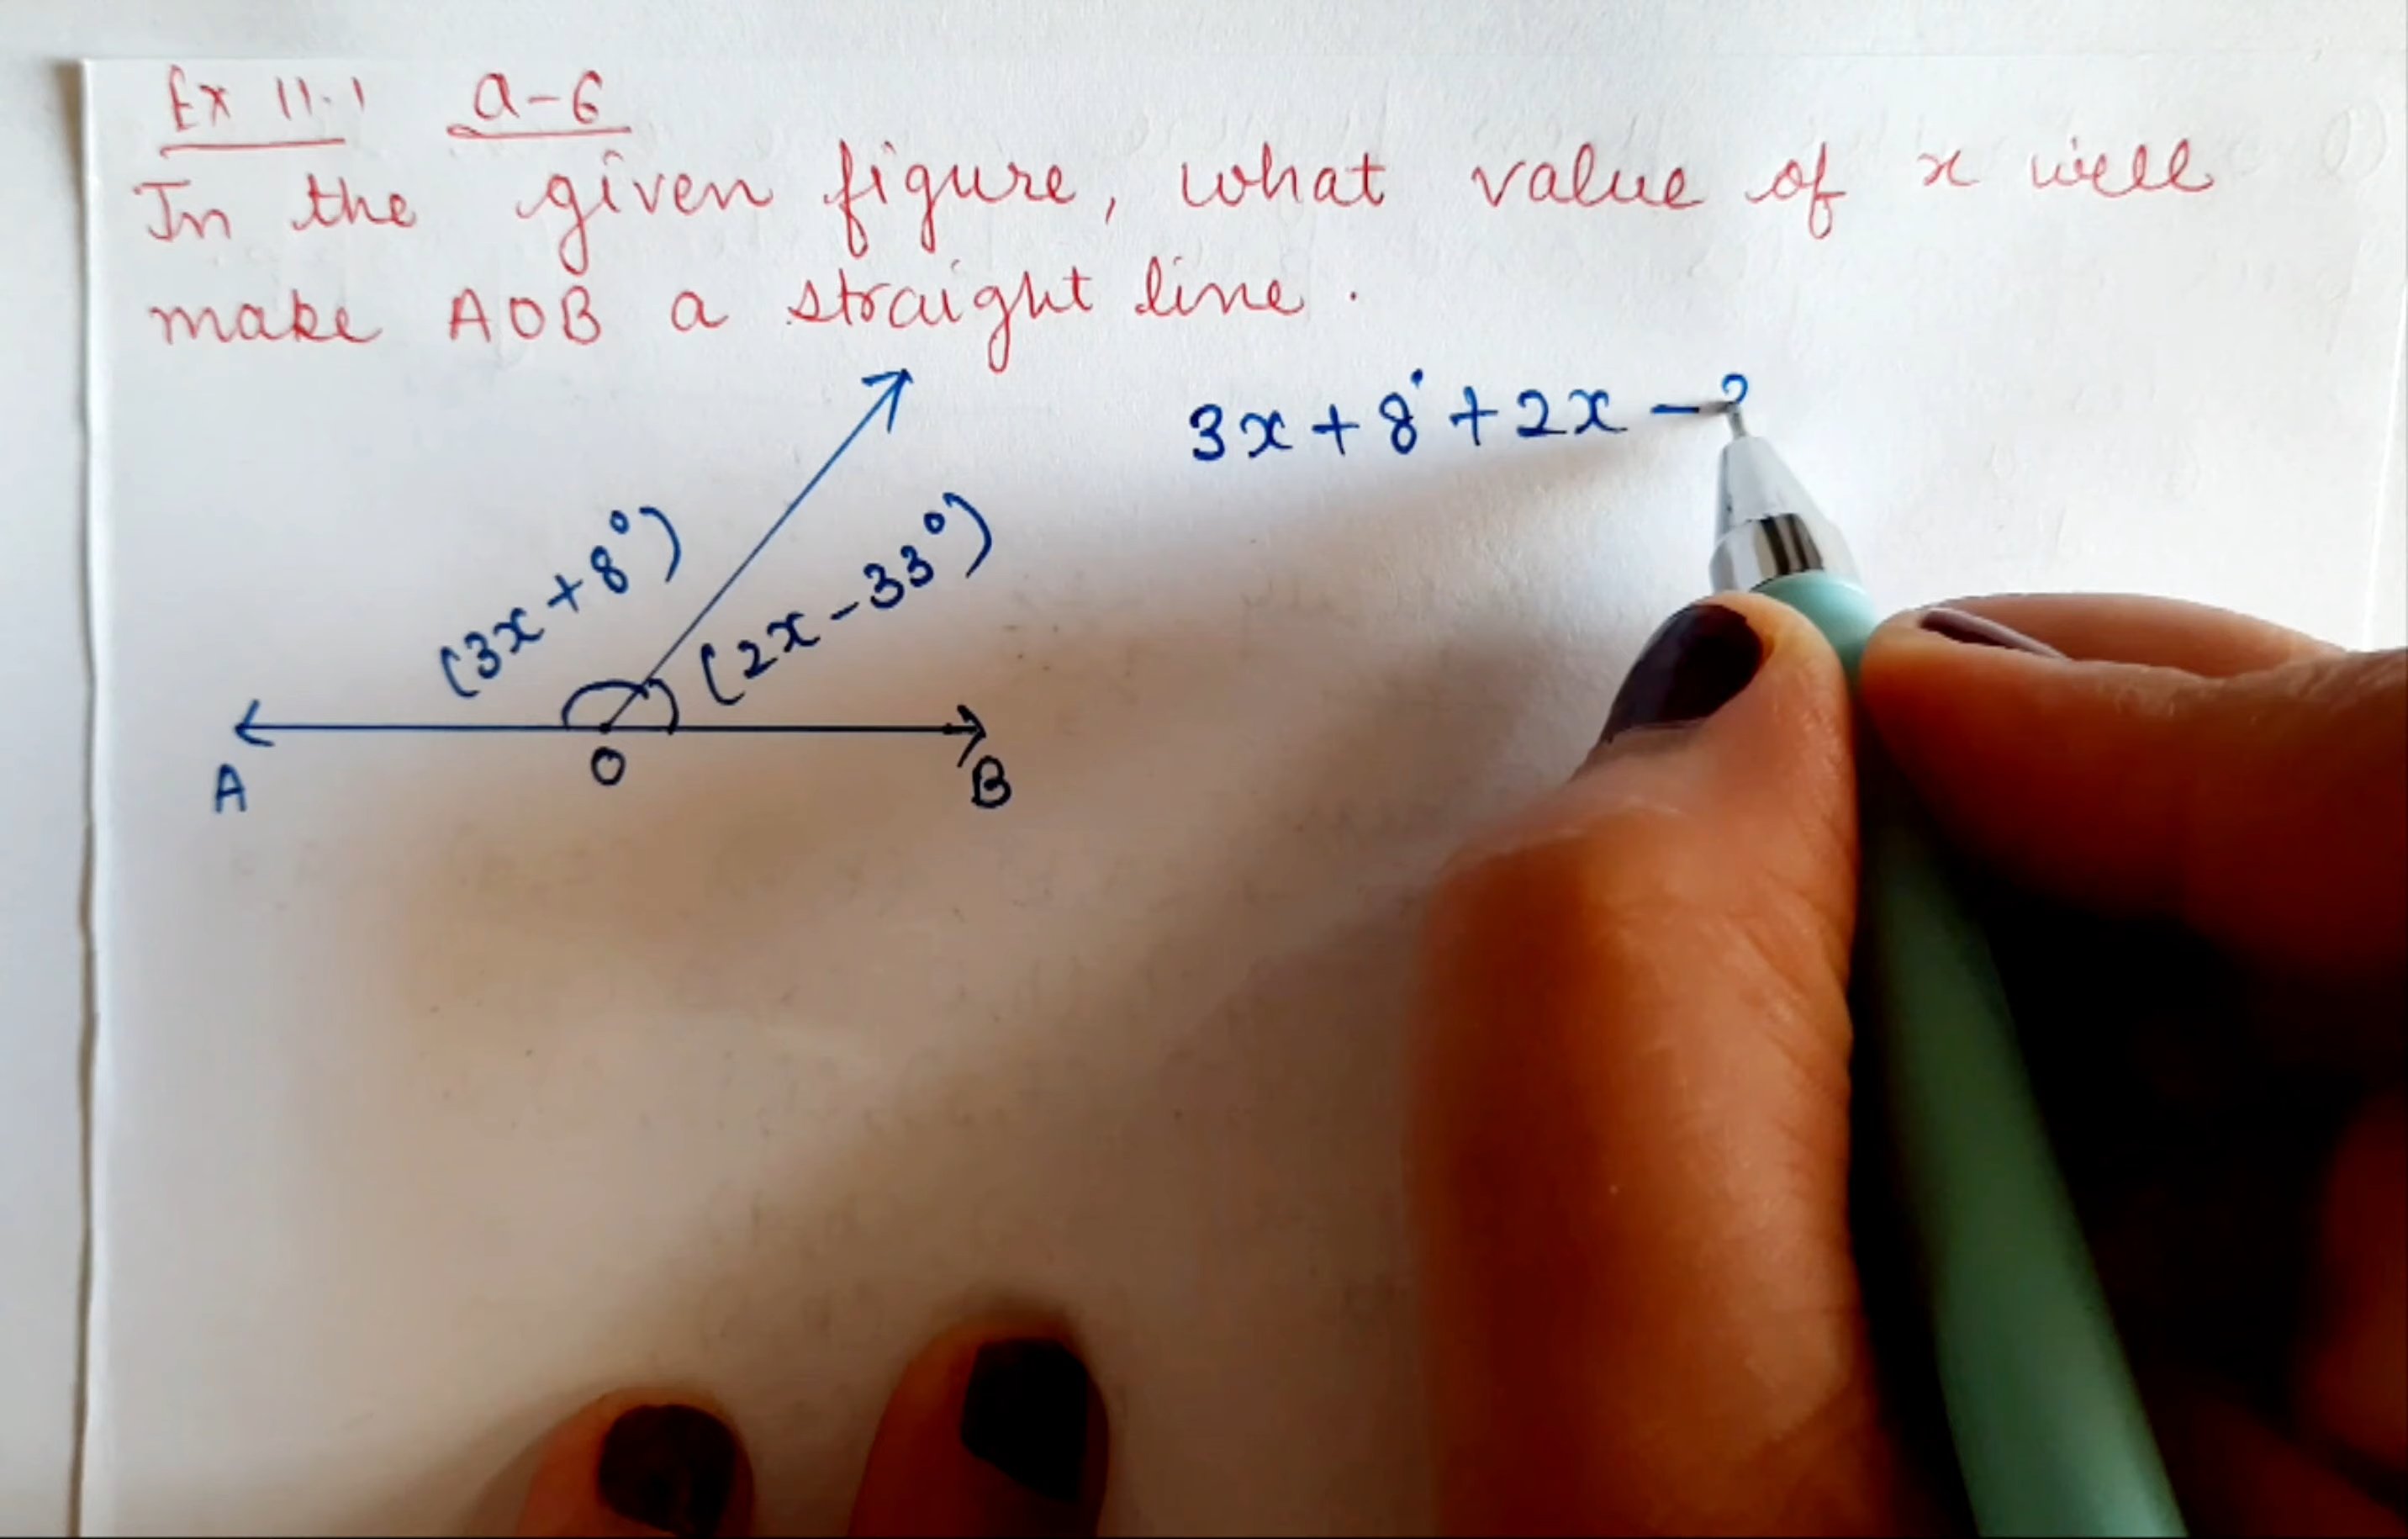 Ex 11.1 Q-6
In the given figure, what value of x will
make AOB a straight line.
3x + 8° + 2x -
(3x + 8°)
(2x - 33°)
A
O
B